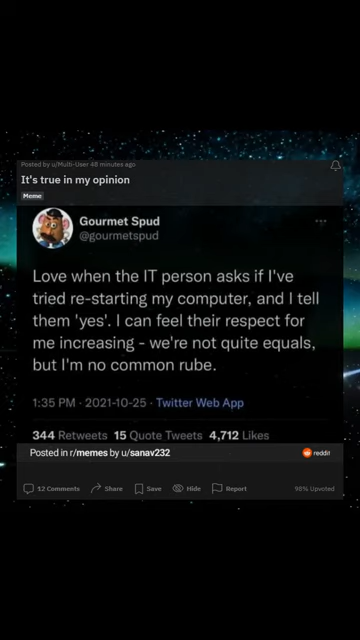 Posted by u/Multi-User 48 minutes ago
It's true in my opinion
Meme
Gourmet Spud
@gourmetspud
Love when the IT person asks if I've
tried re-starting my computer, and I tell
them 'yes'. I can feel their respect for
me increasing - we're not quite equals,
but I'm no common rube.
1:35 PM · 2021-10-25 · Twitter Web App
344 Retweets 15 Quote Tweets 4,712 Likes
Posted in r/memes by u/sanav232 reddit
12 Comments Share Save Hide Report 98% Upvoted